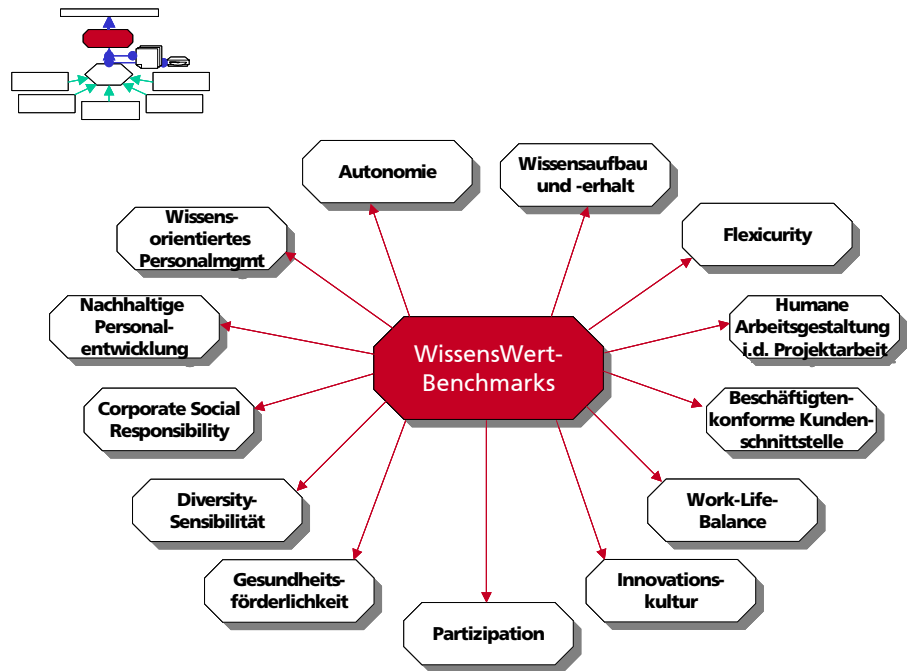 Autonomie
Wissensaufbau
und -erhalt
Wissens-
orientiertes
Personalmgmt
Flexicurity
Nachhaltige
Personal-
entwicklung
Humane
Arbeitsgestaltung
i.d. Projektarbeit
WissensWert-
Benchmarks
Corporate Social
Responsibility
Beschäftigten-
konforme Kunden-
schnittstelle
Diversity-
Sensibilität
Work-Life-
Balance
Gesundheits-
förderlichkeit
Innovations-
kultur
Partizipation